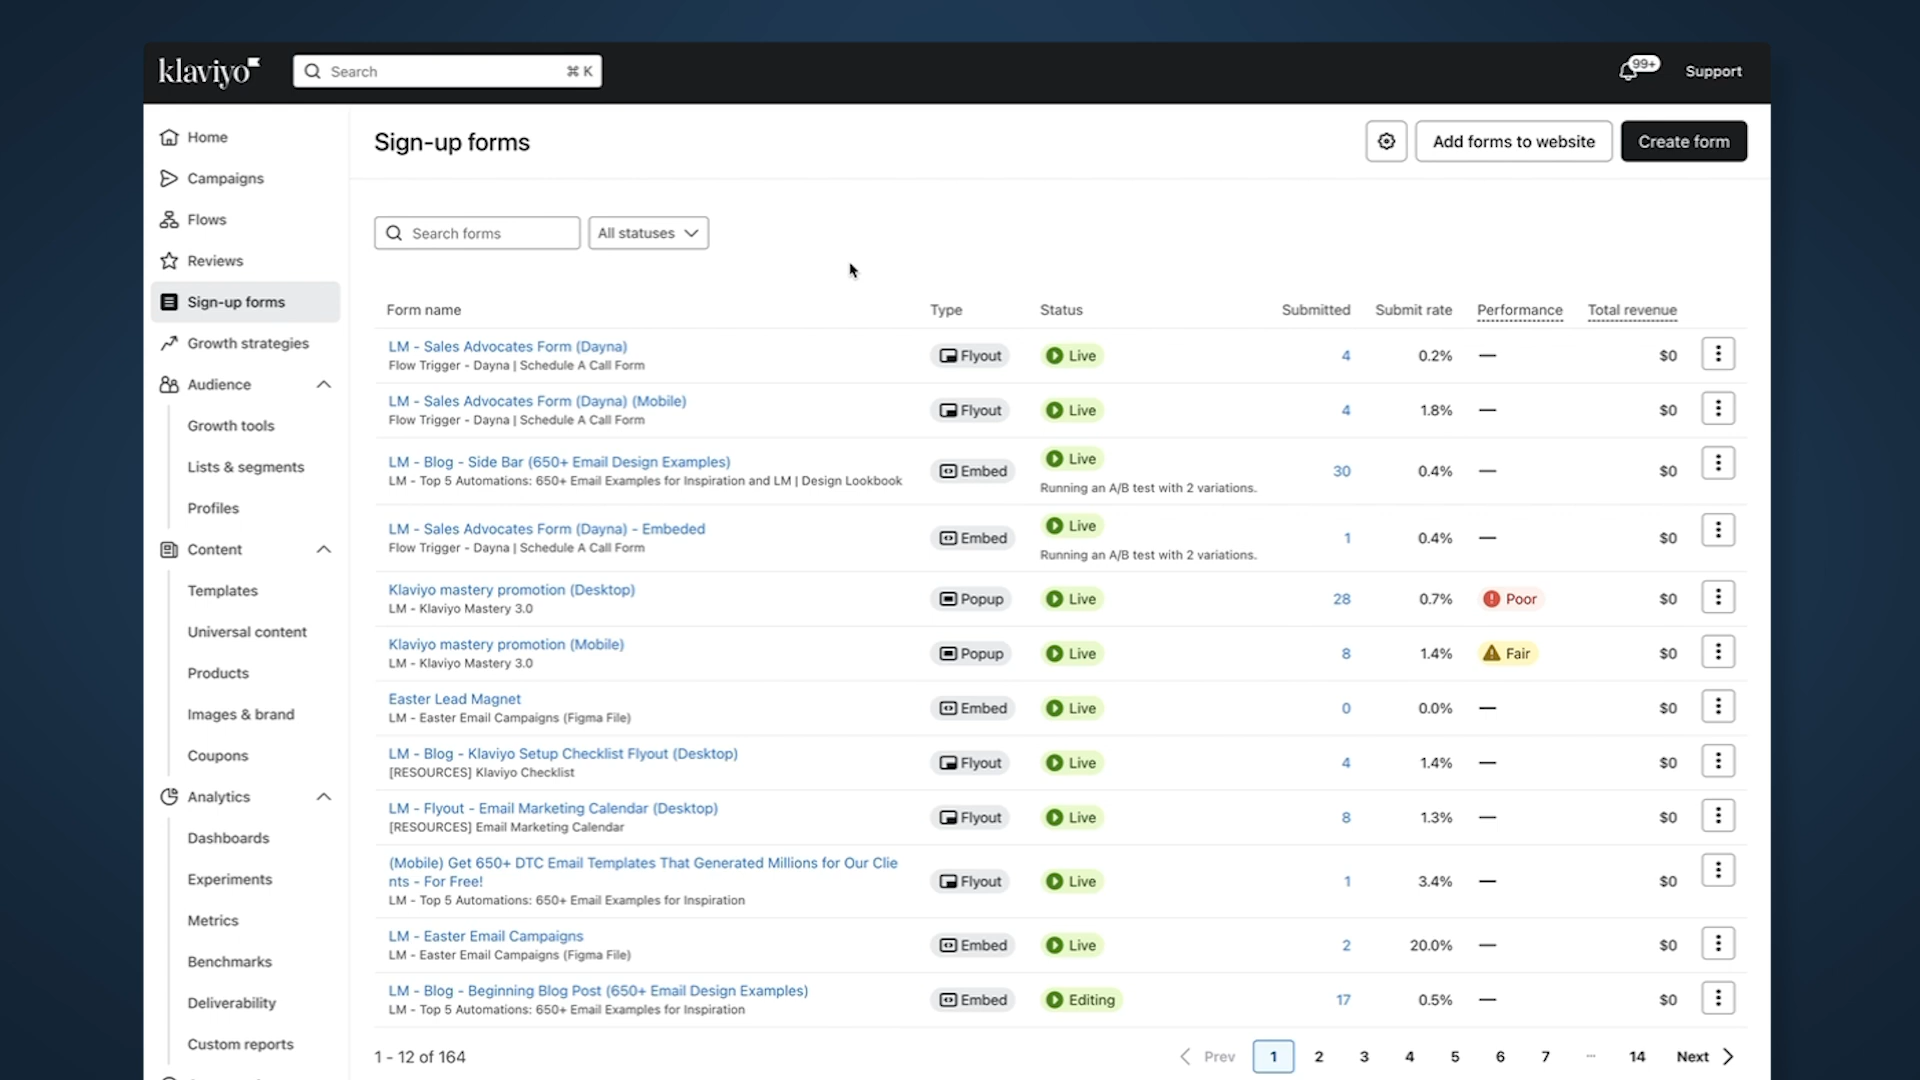 klaviyo
Search
⌘ K
99+
Support
Home
Campaigns
Flows
Reviews
Sign-up forms
Growth strategies
Audience
Growth tools
Lists & segments
Profiles
Content
Templates
Universal content
Products
Images & brand
Coupons
Analytics
Dashboards
Experiments
Metrics
Benchmarks
Deliverability
Custom reports
Sign-up forms
Add forms to website
Create form
Search forms
All statuses
Form name Type Status Submitted Submit rate Performance Total revenue
LM - Sales Advocates Form (Dayna)
Flow Trigger - Dayna | Schedule A Call Form
Flyout Live 4 0.2% — $0
LM - Sales Advocates Form (Dayna) (Mobile)
Flow Trigger - Dayna | Schedule A Call Form
Flyout Live 4 1.8% — $0
LM - Blog - Side Bar (650+ Email Design Examples)
LM - Top 5 Automations: 650+ Email Examples for Inspiration and LM | Design Lookbook
Embed Live 30 0.4% — $0
Running an A/B test with 2 variations.
LM - Sales Advocates Form (Dayna) - Embeded
Flow Trigger - Dayna | Schedule A Call Form
Embed Live 1 0.4% — $0
Running an A/B test with 2 variations.
Klaviyo mastery promotion (Desktop)
LM - Klaviyo Mastery 3.0
Popup Live 28 0.7% Poor $0
Klaviyo mastery promotion (Mobile)
LM - Klaviyo Mastery 3.0
Popup Live 8 1.4% Fair $0
Easter Lead Magnet
LM - Easter Email Campaigns (Figma File)
Embed Live 0 0.0% — $0
LM - Blog - Klaviyo Setup Checklist Flyout (Desktop)
[RESOURCES] Klaviyo Checklist
Flyout Live 4 1.4% — $0
LM - Flyout - Email Marketing Calendar (Desktop)
[RESOURCES] Email Marketing Calendar
Flyout Live 8 1.3% — $0
(Mobile) Get 650+ DTC Email Templates That Generated Millions for Our Clie
nts - For Free!
LM - Top 5 Automations: 650+ Email Examples for Inspiration
Flyout Live 1 3.4% — $0
LM - Easter Email Campaigns
LM - Easter Email Campaigns (Figma File)
Embed Live 2 20.0% — $0
LM - Blog - Beginning Blog Post (650+ Email Design Examples)
LM - Top 5 Automations: 650+ Email Examples for Inspiration
Embed Editing 17 0.5% — $0
1 - 12 of 164
Prev 1 2 3 4 5 6 7 ... 14 Next